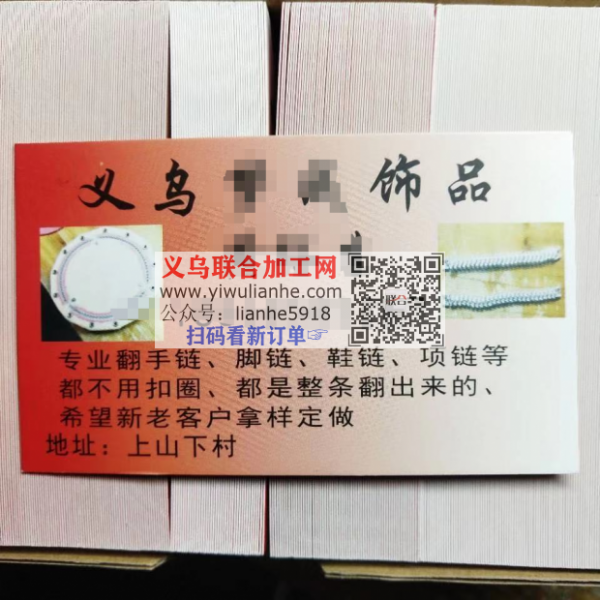 义乌 饰品
义乌联合加工网
www.yiwulianhe.com
公众号：lianhe5918
扫码看新订单☞
联合
专业翻手链、脚链、鞋链、项链等
都不用扣圈、都是整条翻出来的、
希望新老客户拿样定做
地址：上山下村